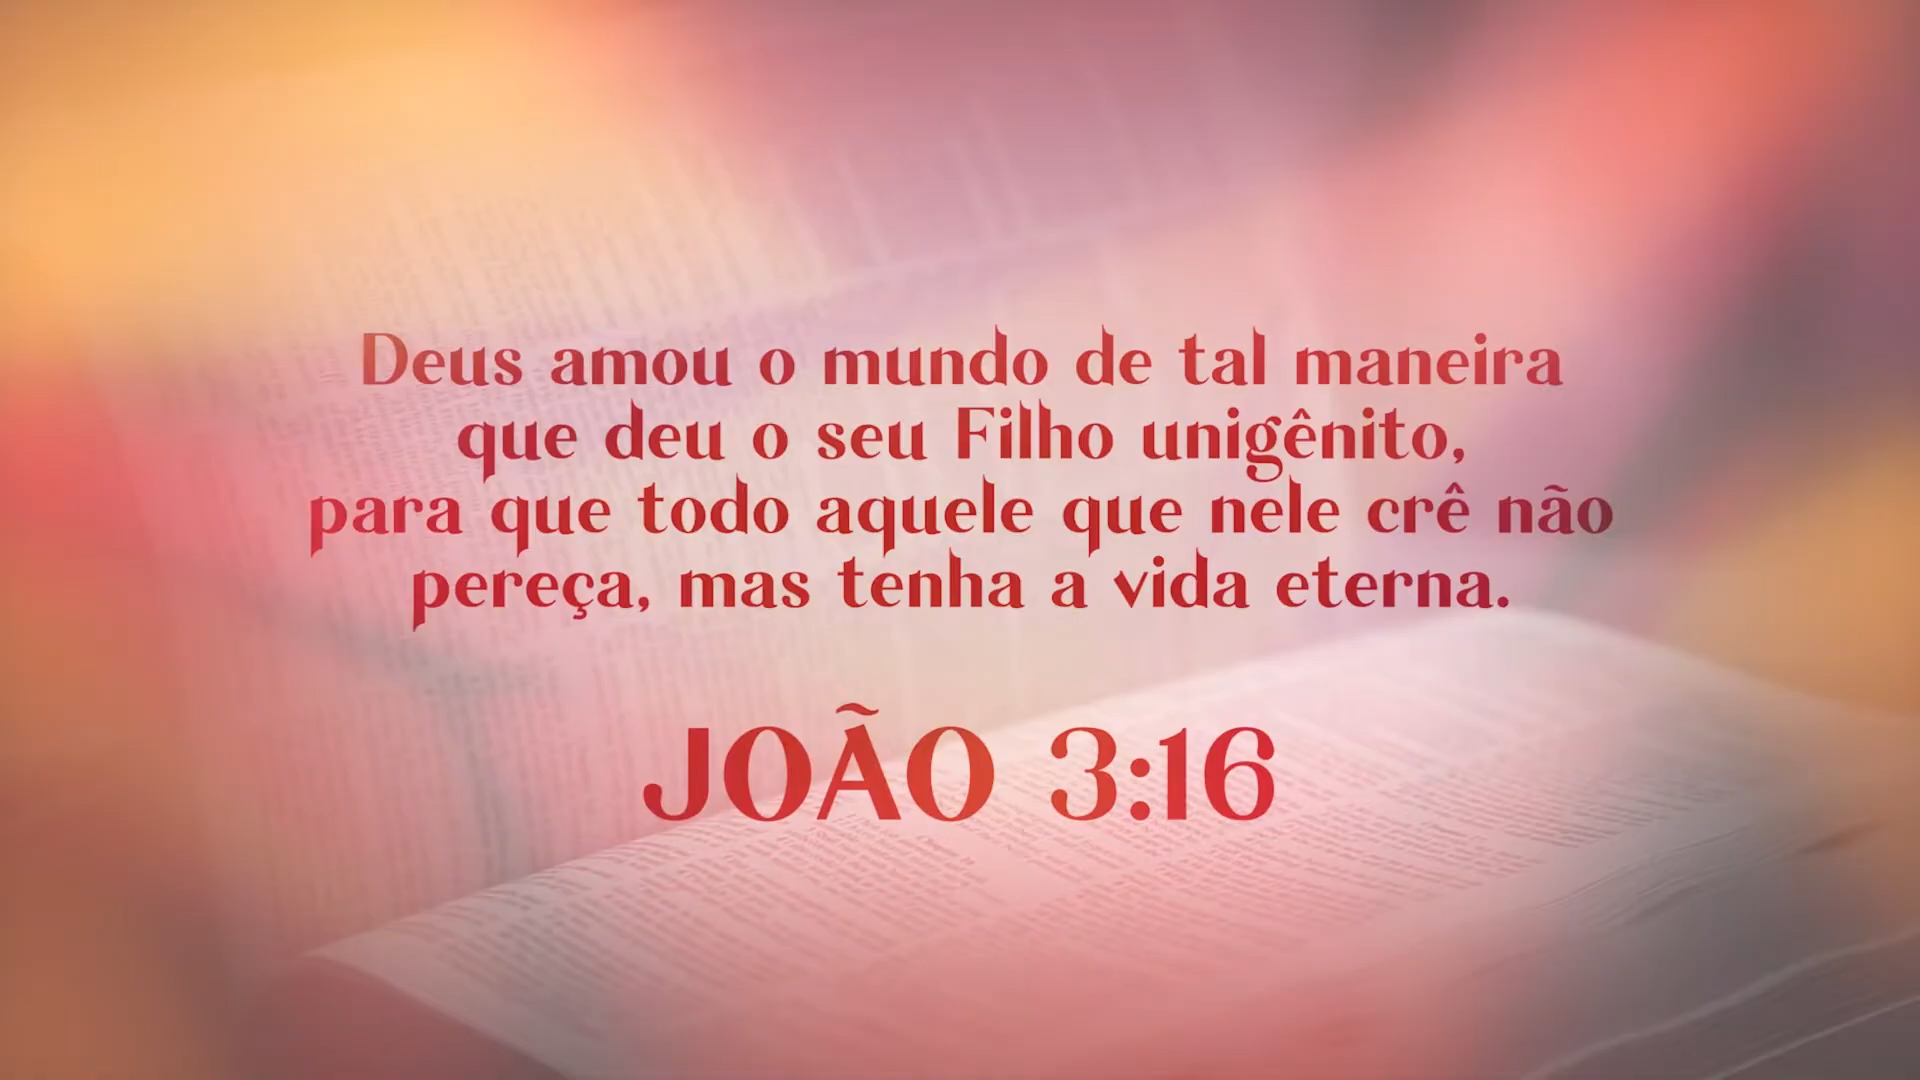 Deus amou o mundo de tal maneira
que deu o seu Filho unigênito,
para que todo aquele que nele crê não
pereça, mas tenha a vida eterna.
JOÃO 3:16